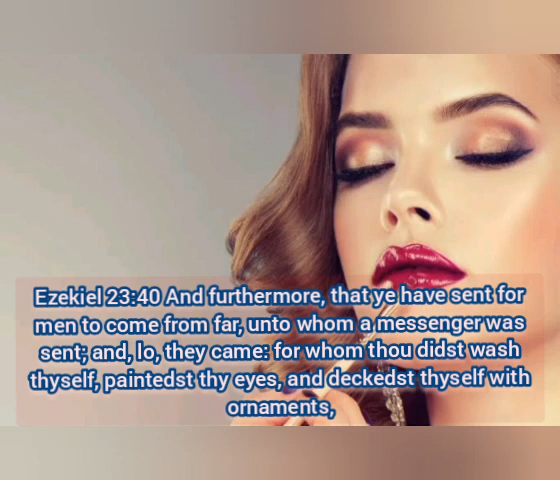 Ezekiel 23:40 And furthermore, that ye have sent for
men to come from far, unto whom a messenger was
sent; and, lo, they came: for whom thou didst wash
thyself, paintedst thy eyes, and deckedst thyself with
ornaments,